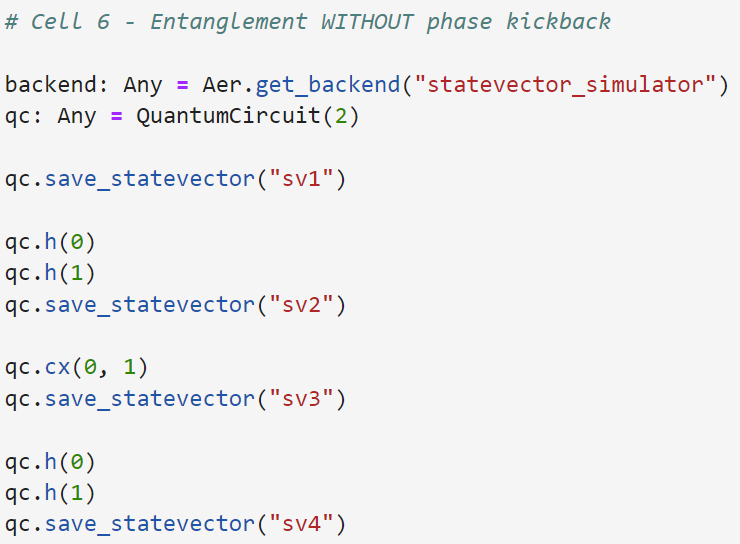 # Cell 6 - Entanglement WITHOUT phase kickback
backend: Any = Aer.get_backend("statevector_simulator")
qc: Any = QuantumCircuit(2)
qc.save_statevector("sv1")
qc.h(0)
qc.h(1)
qc.save_statevector("sv2")
qc.cx(0, 1)
qc.save_statevector("sv3")
qc.h(0)
qc.h(1)
qc.save_statevector("sv4")